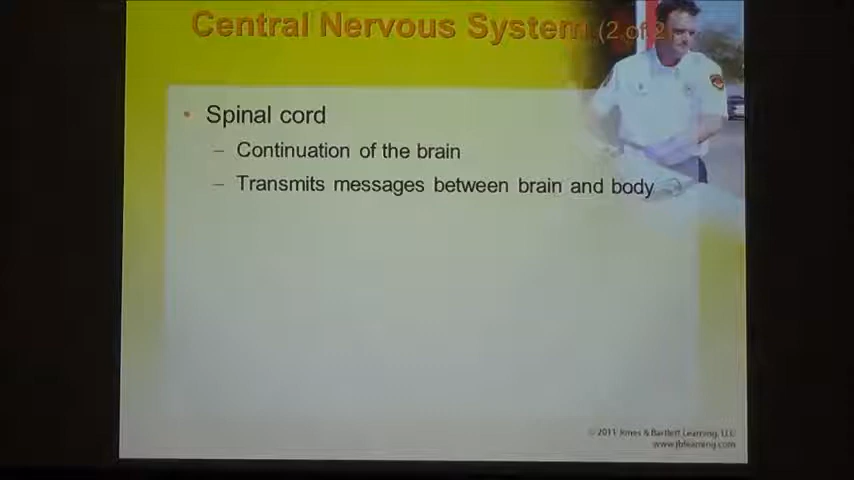 Central Nervous System (2 of 2)
• Spinal cord
– Continuation of the brain
– Transmits messages between brain and body
© 2011 Jones & Bartlett Learning, LLC
www.jblearning.com